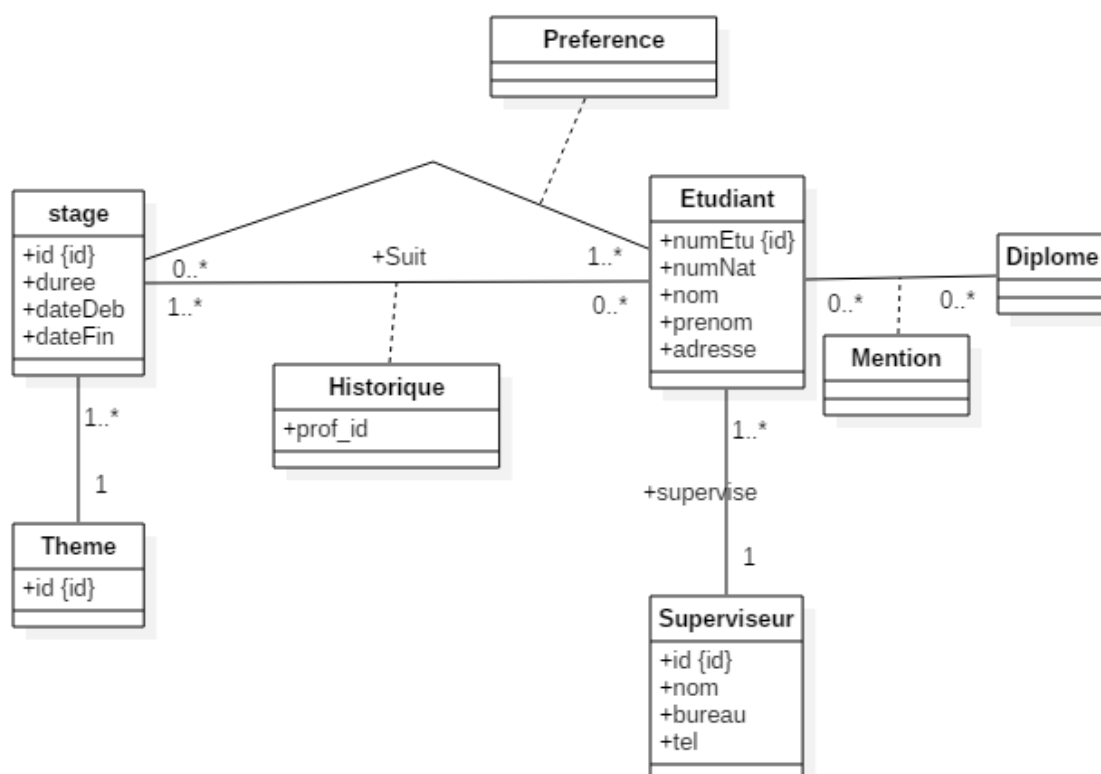 Preference
stage
+id {id}
+duree
+dateDeb
+dateFin
0..*
+Suit
1..*
1..*
0..*
Etudiant
+numEtu {id}
+numNat
+nom
+prenom
+adresse
0..*
0..*
Diplome
Mention
Historique
+prof_id
1..*
1
Theme
+id {id}
1..*
+supervise
1
Superviseur
+id {id}
+nom
+bureau
+tel